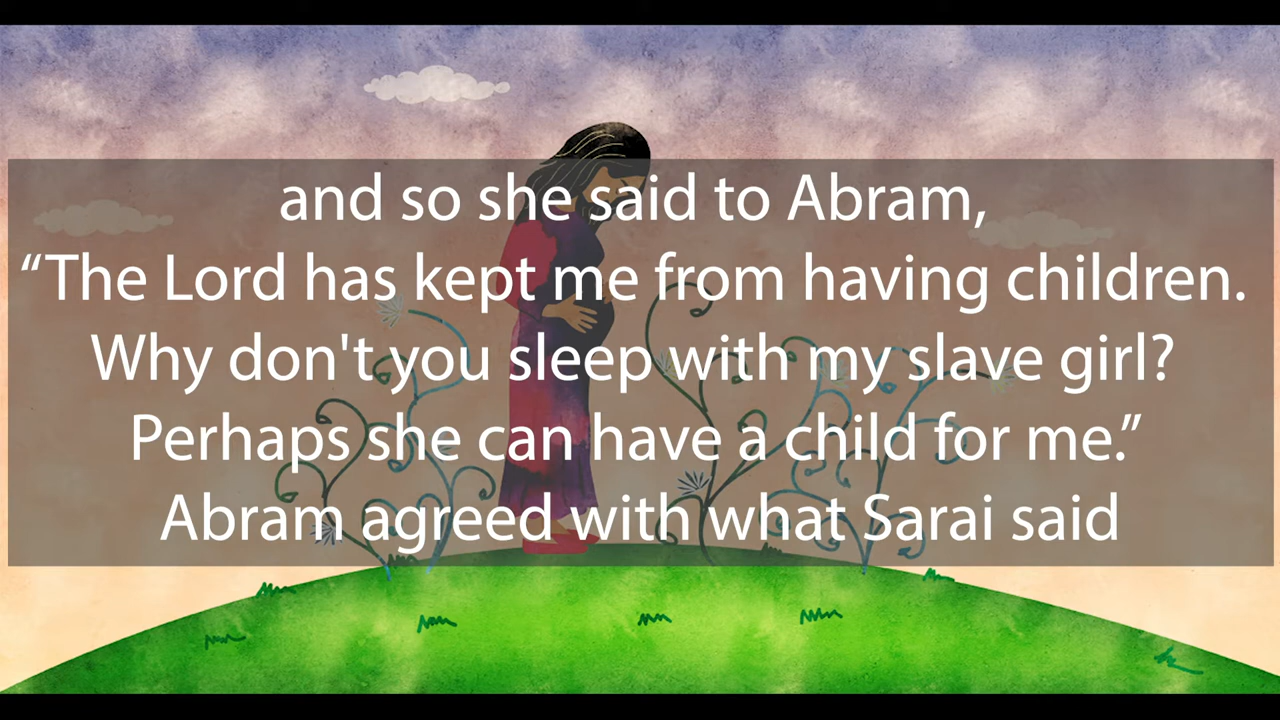 and so she said to Abram,
“The Lord has kept me from having children.
Why don't you sleep with my slave girl?
Perhaps she can have a child for me.”
Abram agreed with what Sarai said